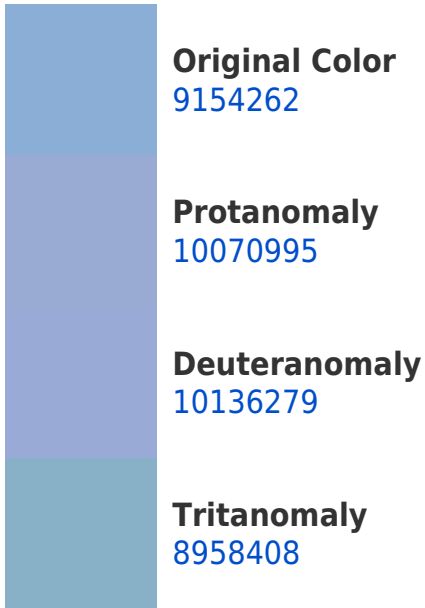 Original Color
9154262
Protanomaly
10070995
Deuteranomaly
10136279
Tritanomaly
8958408